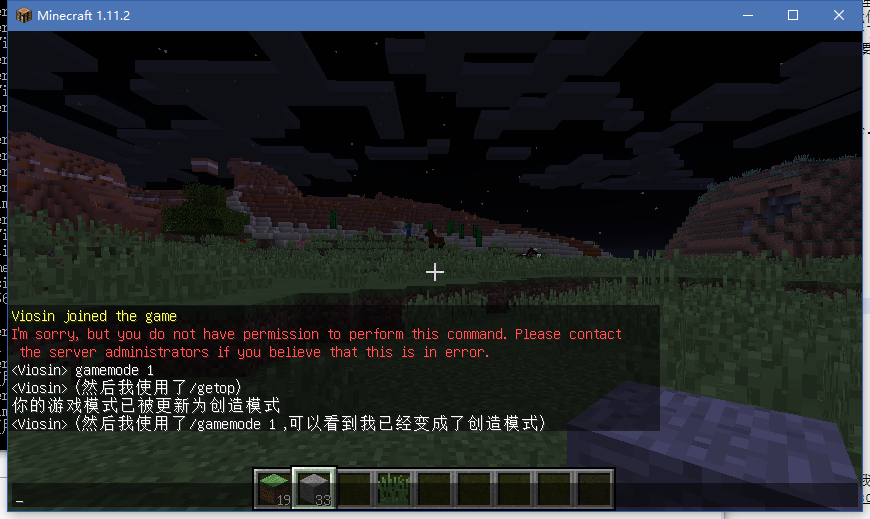 Minecraft 1.11.2
Viosin joined the game
I'm sorry, but you do not have permission to perform this command. Please contact
the server administrators if you believe that this is in error.
<Viosin> gamemode 1
<Viosin> (然后我使用了/getop)
你的游戏模式已被更新为创造模式
<Viosin> (然后我使用了/gamemode 1 ,可以看到我已经变成了创造模式)
19
33
_